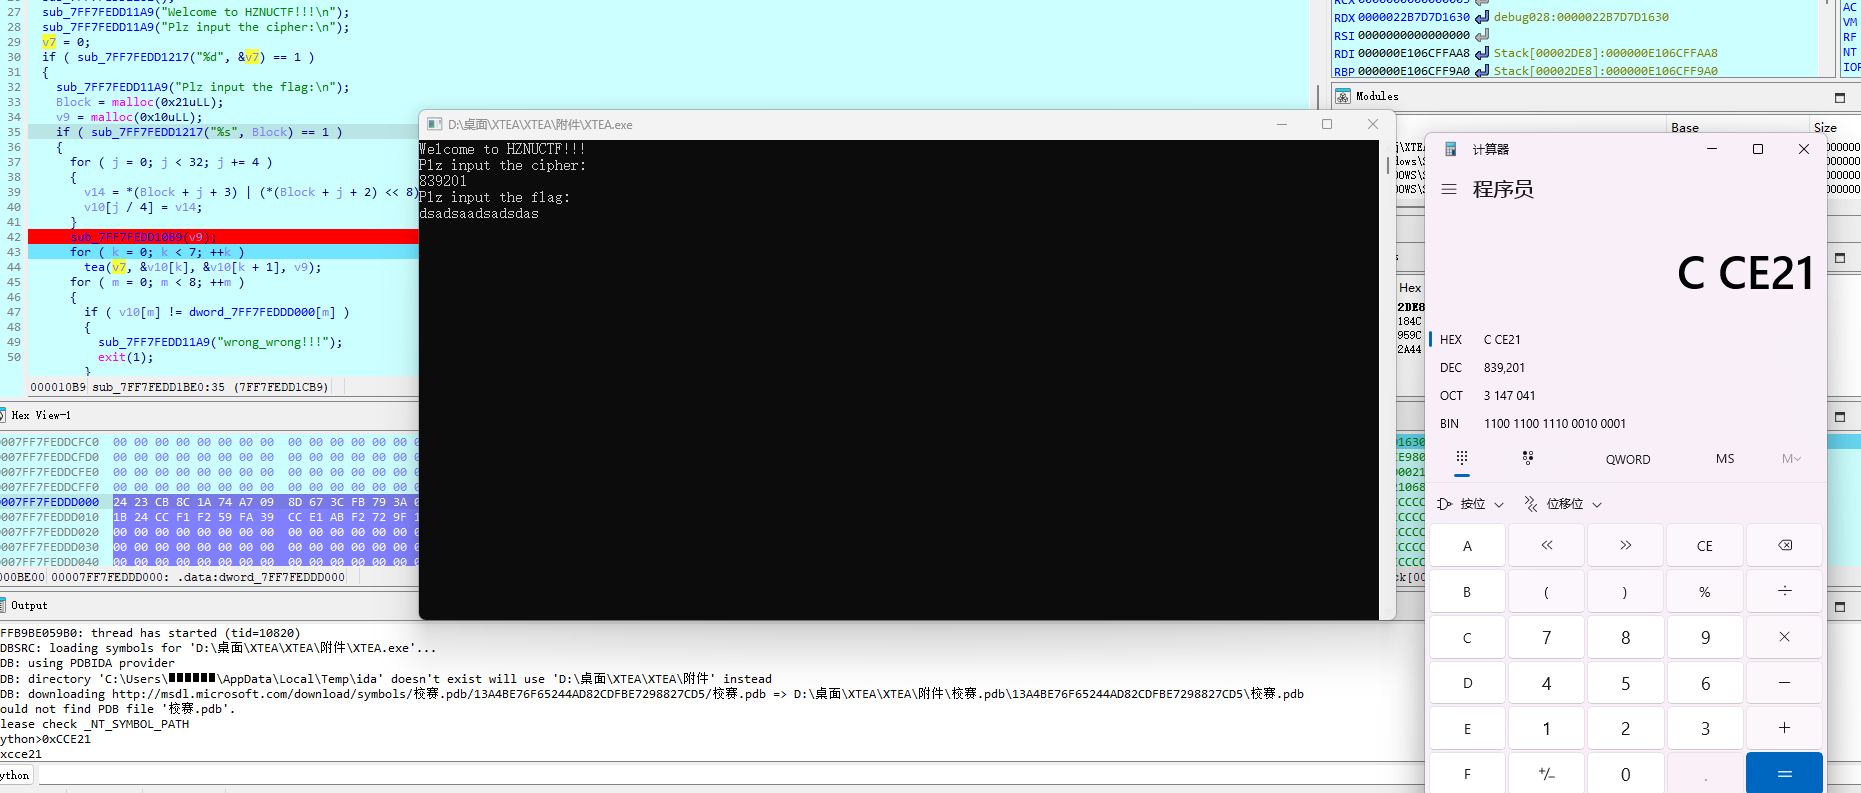 27 sub_7FF7FEDD11A9("Welcome to HZNUCTF!!!\n");
28 sub_7FF7FEDD11A9("Plz input the cipher:\n");
29 v7 = 0;
30 if ( sub_7FF7FEDD1217("%d", &v7) == 1 )
31 {
32 sub_7FF7FEDD11A9("Plz input the flag:\n");
33 Block = malloc(0x21uLL);
34 v9 = malloc(0x10uLL);
35 if ( sub_7FF7FEDD1217("%s", Block) == 1 )
36 {
37 for ( j = 0; j < 32; j += 4 )
38 {
39 v14 = *(Block + j + 3) | (*(Block + j + 2) << 8)
40 v10[j / 4] = v14;
41 }
42 sub_7FF7FEDD10B9(v9);
43 for ( k = 0; k < 7; ++k )
44 tea(v7, &v10[k], &v10[k + 1], v9);
45 for ( m = 0; m < 8; ++m )
46 {
47 if ( v10[m] != dword_7FF7FEDDD000[m] )
48 {
49 sub_7FF7FEDD11A9("wrong_wrong!!!");
50 exit(1);
}
000010B9 sub_7FF7FEDD1BE0:35 (7FF7FEDD1CB9)
Hex View-1
007FF7FEDDCFC0 00 00 00 00 00 00 00 00 00 00 00 00 00 00
007FF7FEDDCFD0 00 00 00 00 00 00 00 00 00 00 00 00 00 00
007FF7FEDDCFE0 00 00 00 00 00 00 00 00 00 00 00 00 00 00
007FF7FEDDCFF0 00 00 00 00 00 00 00 00 00 00 00 00 00 00
007FF7FEDDD000 24 23 CB 8C 1A 74 A7 09 8D 67 3C FB 79 3A
007FF7FEDDD010 1B 24 CC F1 F2 59 FA 39 CC E1 AB F2 72 9F
007FF7FEDDD020 00 00 00 00 00 00 00 00 00 00 00 00 00 00
007FF7FEDDD030 00 00 00 00 00 00 00 00 00 00 00 00 00 00
007FF7FEDDD040 00 00 00 00 00 00 00 00 00 00 00 00 00 00
000BE00 00007FF7FEDDD000: .data:dword_7FF7FEDDD000
Output
FFB9BE059B0: thread has started (tid=10820)
DBSRC: loading symbols for 'D:\桌面\XTEA\XTEA\附件\XTEA.exe'...
DB: using PDBIDA provider
DB: directory 'C:\Users\\AppData\Local\Temp\ida' doesn't exist will use 'D:\桌面\XTEA\XTEA\附件' instead
DB: downloading http://msdl.microsoft.com/download/symbols/校赛.pdb/13A4BE76F65244AD82CDFBE7298827CD5/校赛.pdb => D:\桌面\XTEA\XTEA\附件\校赛.pdb\13A4BE76F65244AD82CDFBE7298827CD5\校赛.pdb
ould not find PDB file '校赛.pdb'.
lease check _NT_SYMBOL_PATH
ython>0xCCE21
xcce21
ython
D:\桌面\XTEA\XTEA\附件\XTEA.exe
Welcome to HZNUCTF!!!
Plz input the cipher:
839201
Plz input the flag:
dsadsaadsadsdas
RDX 0000022B7D7D1630 debug028:0000022B7D7D1630
RSI 0000000000000000
RDI 000000E106CFFAA8 Stack[00002DE8]:000000E106CFFAA8
RBP 000000E106CFF9A0 Stack[00002DE8]:000000E106CFF9A0
AC
VM
RF
NT
IOP
Modules
Base Size
Hex
2DE8
184C
959C
2A44
计算器
程序员
C CE21
HEX C CE21
DEC 839,201
OCT 3 147 041
BIN 1100 1100 1110 0010 0001
QWORD MS M
按位 位移位
A << >> CE
B ( ) % ÷
C 7 8 9 ×
D 4 5 6 −
E 1 2 3 +
F +/− 0 . =